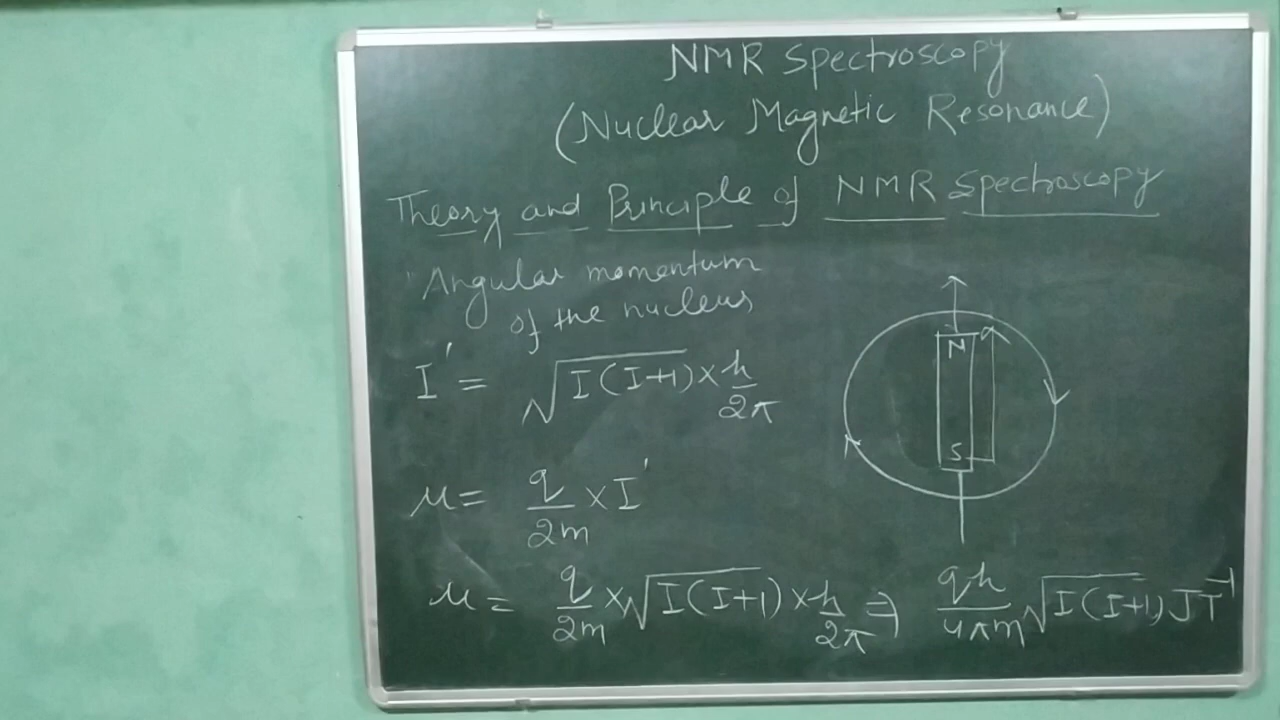 NMR Spectroscopy
(Nuclear Magnetic Resonance)
Theory and Principle of NMR Spectroscopy
Angular momentum
of the nucleus
I' = √I(I+1) × h/2π
N
S
μ = q/2m × I'
μ = q/2m × √I(I+1) × h/2π ⇒ qh/4πm √I(I+1) JT⁻¹